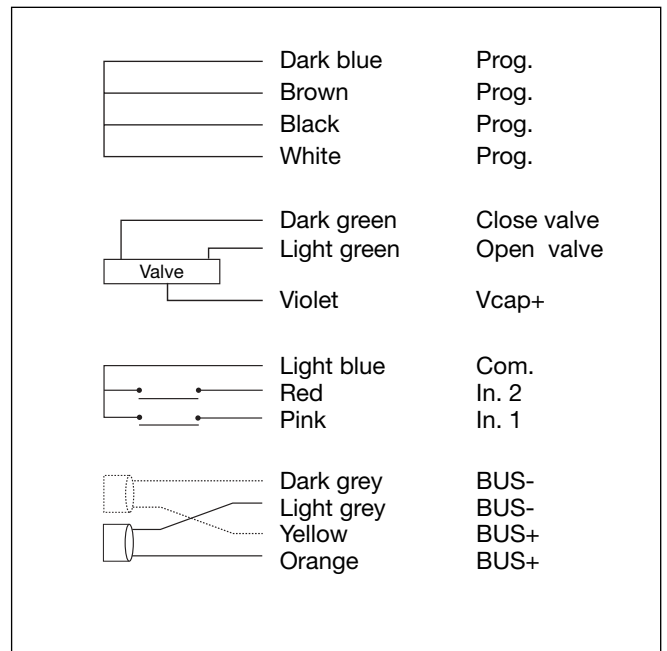 Dark blue Prog.
Brown Prog.
Black Prog.
White Prog.
Dark green Close valve
Light green Open valve
Valve
Violet Vcap+
Light blue Com.
Red In. 2
Pink In. 1
Dark grey BUS-
Light grey BUS-
Yellow BUS+
Orange BUS+